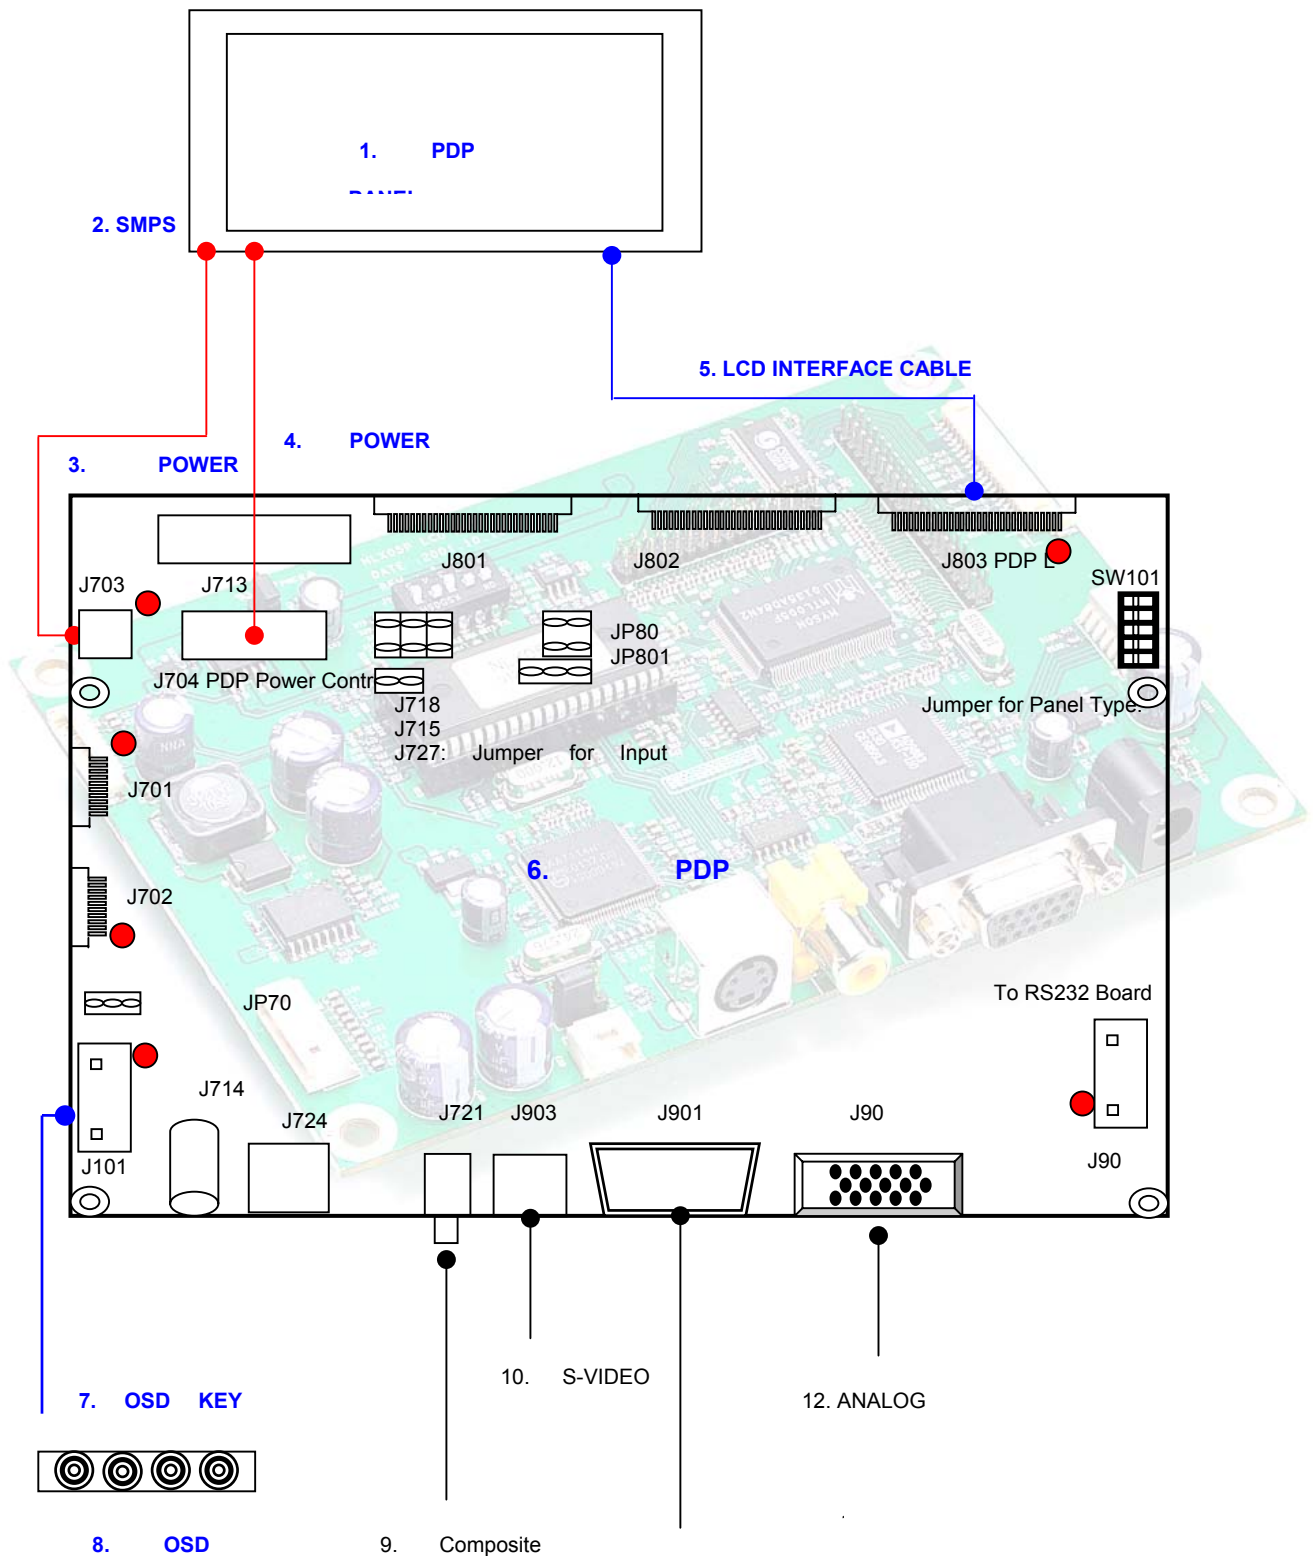 1. PDP
2. SMPS
5. LCD INTERFACE CABLE
4. POWER
3. POWER
J801
J802
J803 PDP L
J703
J713
SW101
JP80
JP801
J704 PDP Power Contr
J718
J715
J727: Jumper for Input
Jumper for Panel Type.
J701
6. PDP
J702
JP70
To RS232 Board
J714
J724
J721
J903
J901
J90
J101
J90
10. S-VIDEO
12. ANALOG
7. OSD KEY
8. OSD
9. Composite